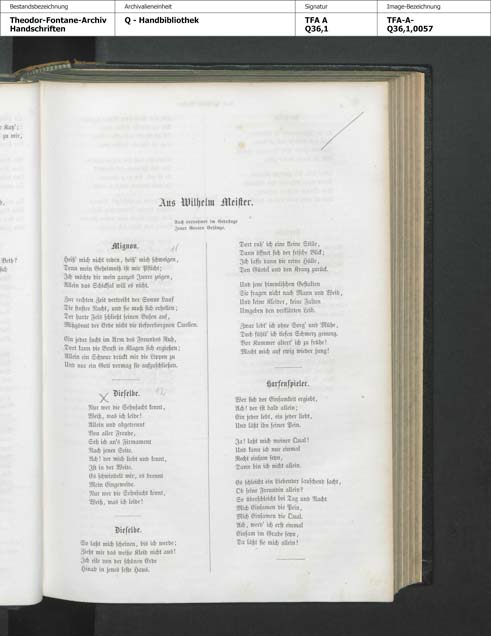 Bestandsbezeichnung
Archivalieneinheit
Signatur
Image-Bezeichnung
Theodor-Fontane-Archiv
Handschriften
Q - Handbibliothek
TFA A
Q36,1
TFA-A-
Q36,1,0057
Aus Wilhelm Meister.
Auch vernehmet im Gedränge
Jener Genien Gesänge.
Mignon.
Heiß' mich nicht reden, heiß' mich schweigen,
Denn mein Geheimniß ist mir Pflicht;
Ich möchte dir mein ganzes Innre zeigen,
Allein das Schicksal will es nicht.
Zur rechten Zeit vertreibt der Sonne Lauf
Die finstre Nacht, und sie muß sich erhellen;
Der harte Fels schließt seinen Busen auf,
Mißgönnt der Erde nicht die tiefverborgnen Quellen.
Ein jeder sucht im Arm des Freundes Ruh,
Dort kann die Brust in Klagen sich ergießen;
Allein ein Schwur drückt mir die Lippen zu
Und nur ein Gott vermag sie aufzuschließen.
Dieselbe.
Nur wer die Sehnsucht kennt,
Weiß, was ich leide!
Allein und abgetrennt
Von aller Freude,
Seh ich an's Firmament
Nach jener Seite.
Ach! der mich liebt und kennt,
Ist in der Weite.
Es schwindelt mir, es brennt
Mein Eingeweide.
Nur wer die Sehnsucht kennt,
Weiß, was ich leide!
Dieselbe.
So laßt mich scheinen, bis ich werde;
Zieht mir das weiße Kleid nicht aus!
Ich eile von der schönen Erde
Hinab in jenes feste Haus.
Dort ruh' ich eine kleine Stille,
Dann öffnet sich der frische Blick;
Ich lasse dann die reine Hülle,
Den Gürtel und den Kranz zurück.
Und jene himmlischen Gestalten
Sie fragen nicht nach Mann und Weib,
Und keine Kleider, keine Falten
Umgeben den verklärten Leib.
Zwar lebt' ich ohne Sorg' und Mühe,
Doch fühlt' ich tiefen Schmerz genung.
Vor Kummer altert' ich zu frühe!
Macht mich auf ewig wieder jung!
Harfenspieler.
Wer sich der Einsamkeit ergiebt,
Ach! der ist bald allein;
Ein jeder lebt, ein jeder liebt,
Und läßt ihn seiner Pein.
Ja! laßt mich meiner Qual!
Und kann ich nur einmal
Recht einsam seyn,
Dann bin ich nicht allein.
Es schleicht ein Liebender lauschend sacht,
Ob seine Freundin allein?
So überschleicht bei Tag und Nacht
Mich Einsamen die Pein,
Mich Einsamen die Qual.
Ach, werd' ich erst einmal
Einsam im Grabe seyn,
Da läßt sie mich allein!